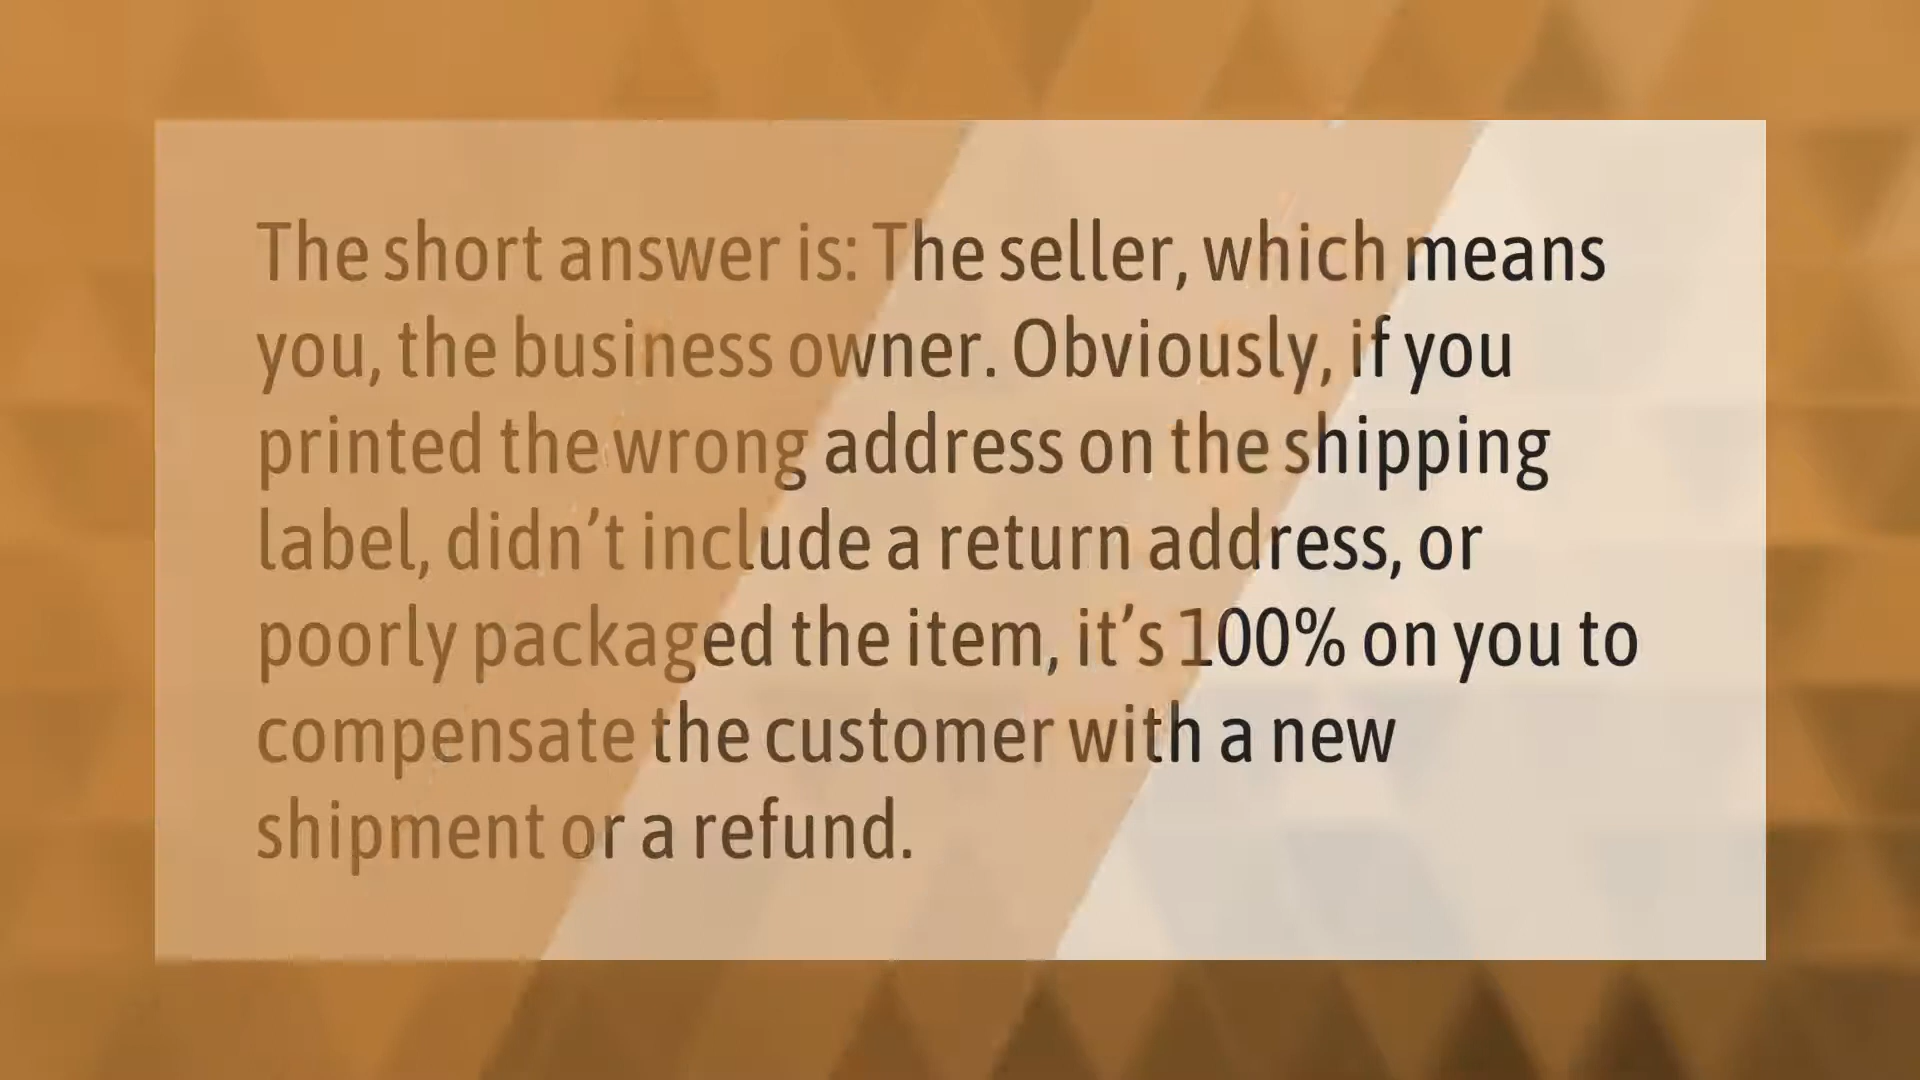 The short answer is: The seller, which means
you, the business owner. Obviously, if you
printed the wrong address on the shipping
label, didn’t include a return address, or
poorly packaged the item, it’s 100% on you to
compensate the customer with a new
shipment or a refund.